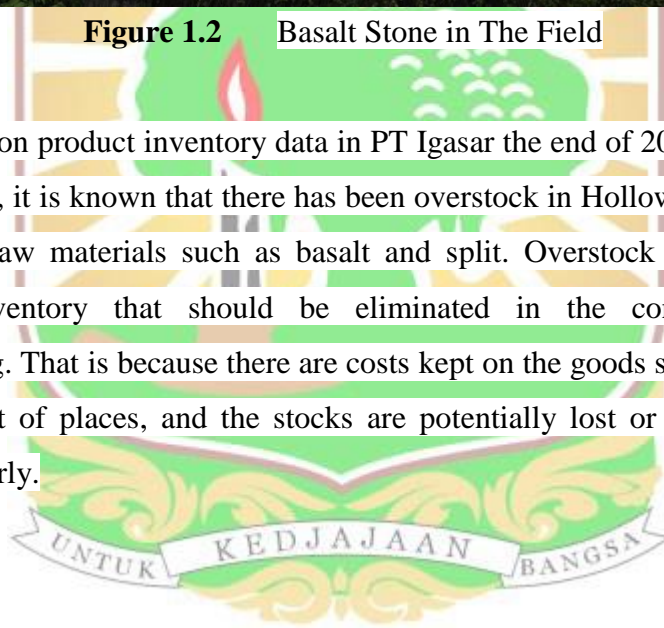 Figure 1.2 Basalt Stone in The Field
on product inventory data in PT Igasar the end of 20
, it is known that there has been overstock in Hollow
aw materials such as basalt and split. Overstock
ventory that should be eliminated in the co
g. That is because there are costs kept on the goods s
t of places, and the stocks are potentially lost or
rly.
UNTUK KEDJAJAAN BANGSA